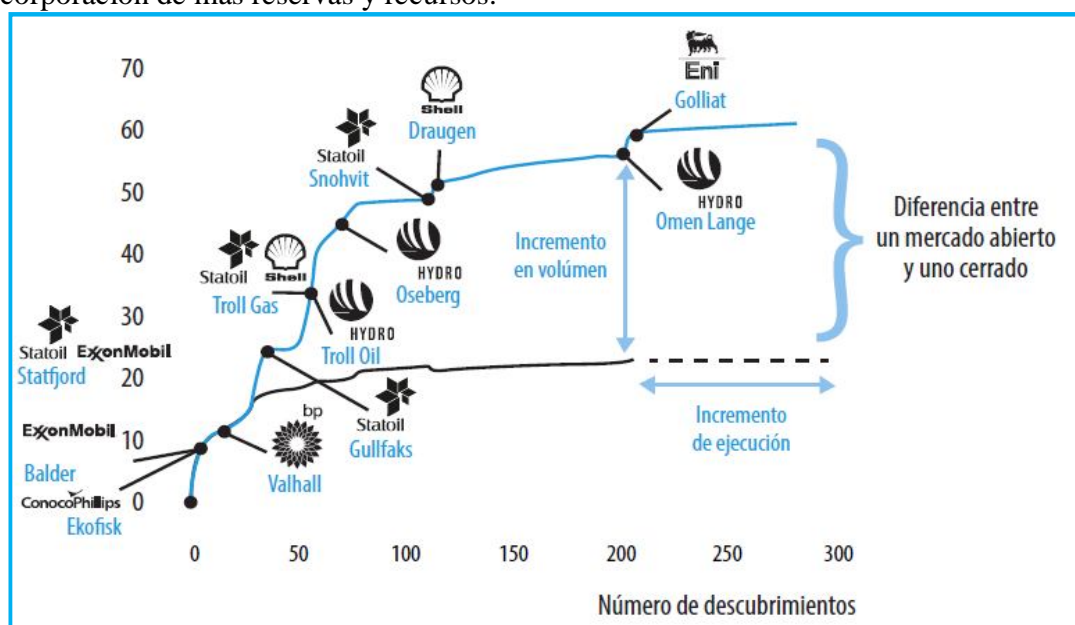 corporación de más reservas y recursos.
70
60
50
40
30
20
10
0
Eni
Golliat
Shell
Draugen
Statoil
Snohvit
HYDRO
Omen Lange
Diferencia entre
un mercado abierto
y uno cerrado
Incremento
en volúmen
HYDRO
Oseberg
Statoil Shell
Troll Gas
HYDRO
Troll Oil
Statoil ExxonMobil
Statfjord
bp
Valhall
Statoil
Gullfaks
Incremento
de ejecución
ExxonMobil
Balder
ConocoPhillips
Ekofisk
0 50 100 150 200 250 300
Número de descubrimientos